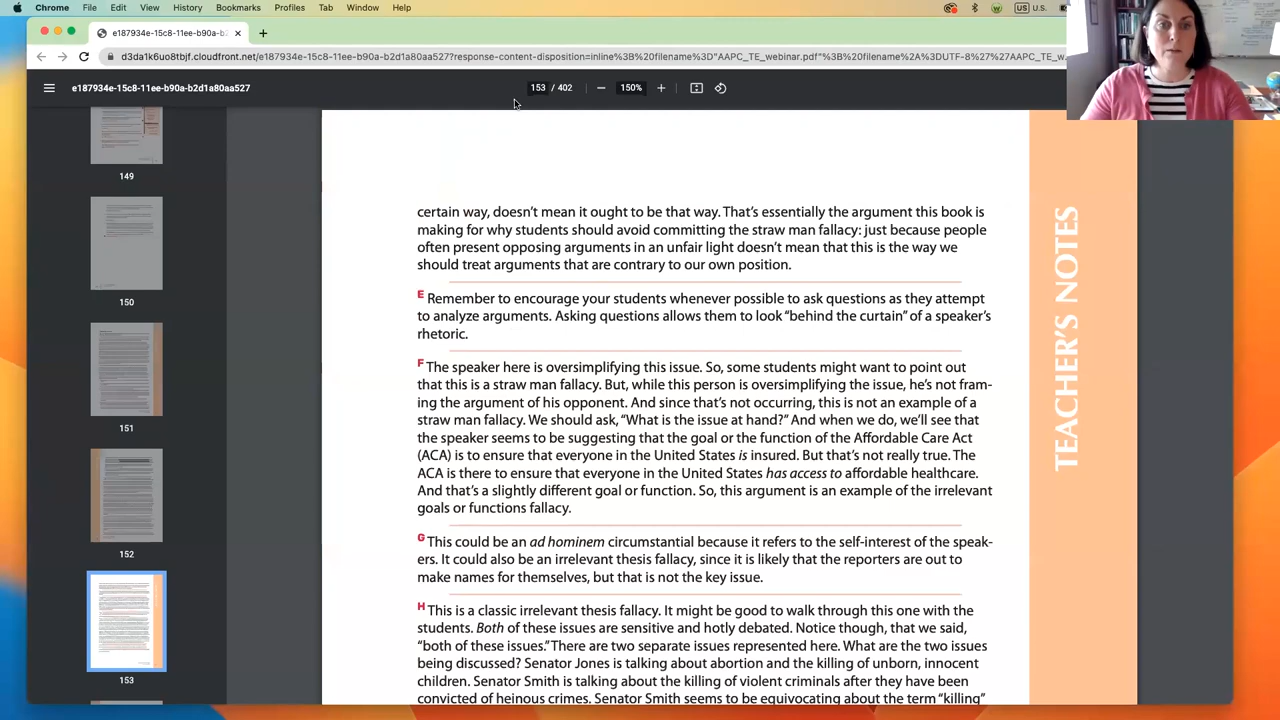 Chrome File Edit View History Bookmarks Profiles Tab Window Help
US U.S.
e187934e-15c8-11ee-b90a-b2
d3da1k6uo8tbjf.cloudfront.net/e187934e-15c8-11ee-b90a-b2d1a80aa527?response-content-disposition=inline%3B%20filename%3D"AAPC_TE_webinar.pdf"%3B%20filename%2A%3DUTF-8%27%27AAPC_TE_w...
e187934e-15c8-11ee-b90a-b2d1a80aa527
153 / 402
150%
149
150
151
152
153
certain way, doesn't mean it ought to be that way. That's essentially the argument this book is
making for why students should avoid committing the straw man fallacy: just because people
often present opposing arguments in an unfair light doesn't mean that this is the way we
should treat arguments that are contrary to our own position.
E Remember to encourage your students whenever possible to ask questions as they attempt
to analyze arguments. Asking questions allows them to look "behind the curtain" of a speaker's
rhetoric.
F The speaker here is oversimplifying this issue. So, some students might want to point out
that this is a straw man fallacy. But, while this person is oversimplifying the issue, he's not fram-
ing the argument of his opponent. And since that's not occurring, this is not an example of a
straw man fallacy. We should ask, "What is the issue at hand?" And when we do, we'll see that
the speaker seems to be suggesting that the goal or the function of the Affordable Care Act
(ACA) is to ensure that everyone in the United States is insured. But that's not really true. The
ACA is there to ensure that everyone in the United States has access to affordable healthcare.
And that's a slightly different goal or function. So, this argument is an example of the irrelevant
goals or functions fallacy.
G This could be an ad hominem circumstantial because it refers to the self-interest of the speak-
ers. It could also be an irrelevant thesis fallacy, since it is likely that the reporters are out to
make names for themselves, but that is not the key issue.
H This is a classic irrelevant thesis fallacy. It might be good to walk through this one with the
students. Both of these issues are sensitive and hotly debated. Notice though, that we said,
"both of these issues." There are two separate issues represented here. What are the two issues
being discussed? Senator Jones is talking about abortion and the killing of unborn, innocent
children. Senator Smith is talking about the killing of violent criminals after they have been
convicted of heinous crimes. Senator Smith seems to be equivocating about the term "killing"
TEACHER'S NOTES